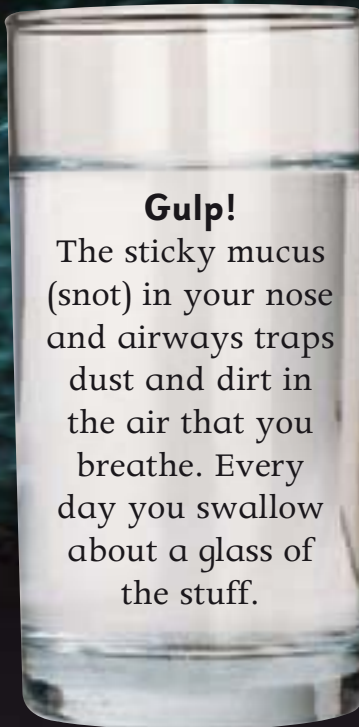 Gulp!
The sticky mucus
(snot) in your nose
and airways traps
dust and dirt in
the air that you
breathe. Every
day you swallow
about a glass of
the stuff.